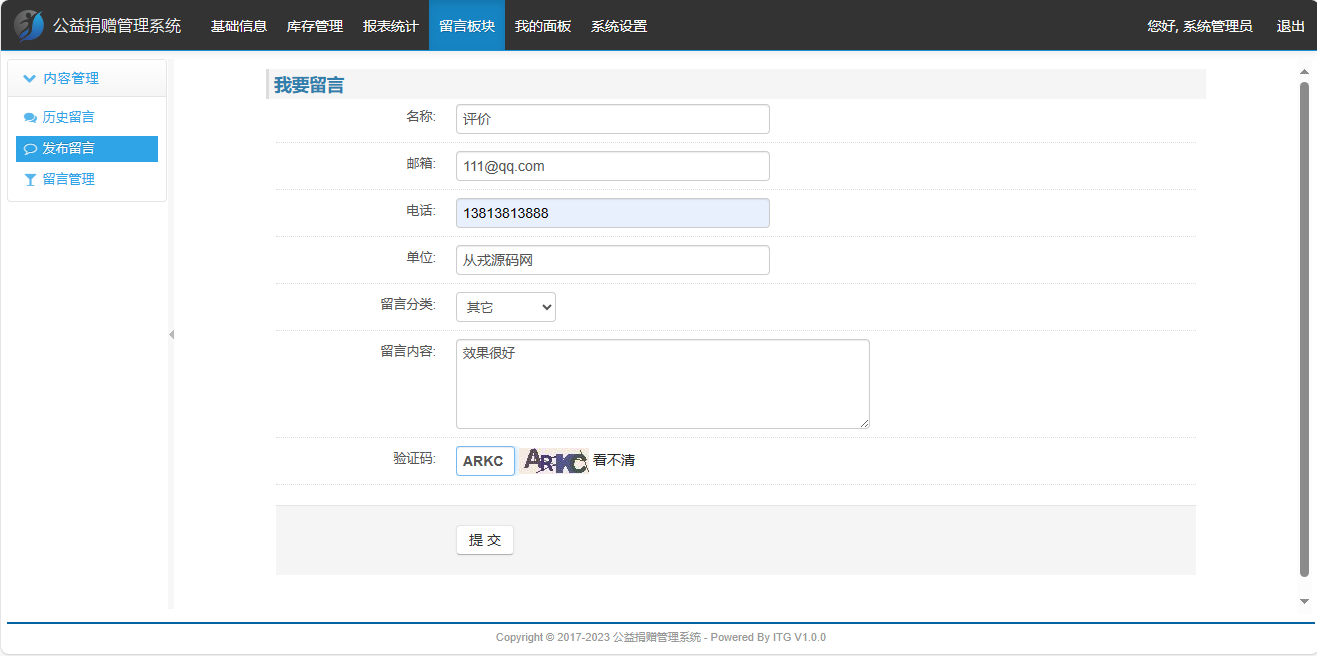 公益捐赠管理系统 基础信息 库存管理 报表统计 留言板块 我的面板 系统设置 您好, 系统管理员 退出
内容管理
历史留言
发布留言
留言管理
我要留言
名称: 评价
邮箱: 111@qq.com
电话: 13813813888
单位: 从戎源码网
留言分类: 其它
留言内容: 效果很好
验证码: ARKC ARKC 看不清
提 交
Copyright © 2017-2023 公益捐赠管理系统 - Powered By ITG V1.0.0